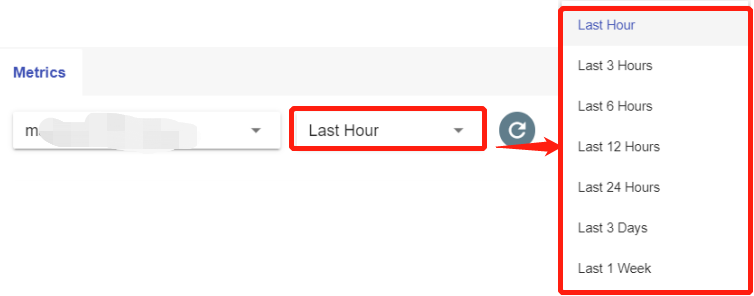 Metrics
Last Hour
Last Hour
Last 3 Hours
Last 6 Hours
Last 12 Hours
Last 24 Hours
Last 3 Days
Last 1 Week